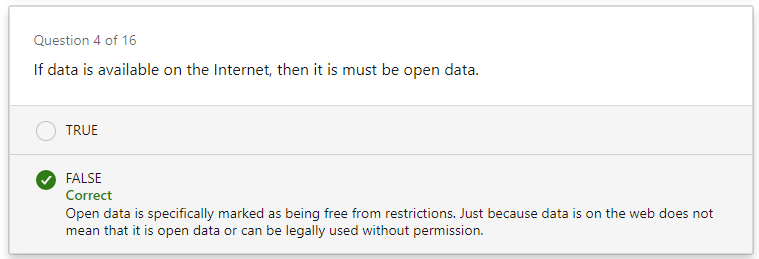 Question 4 of 16
If data is available on the Internet, then it is must be open data.
TRUE
FALSE
Correct
Open data is specifically marked as being free from restrictions. Just because data is on the web does not
mean that it is open data or can be legally used without permission.